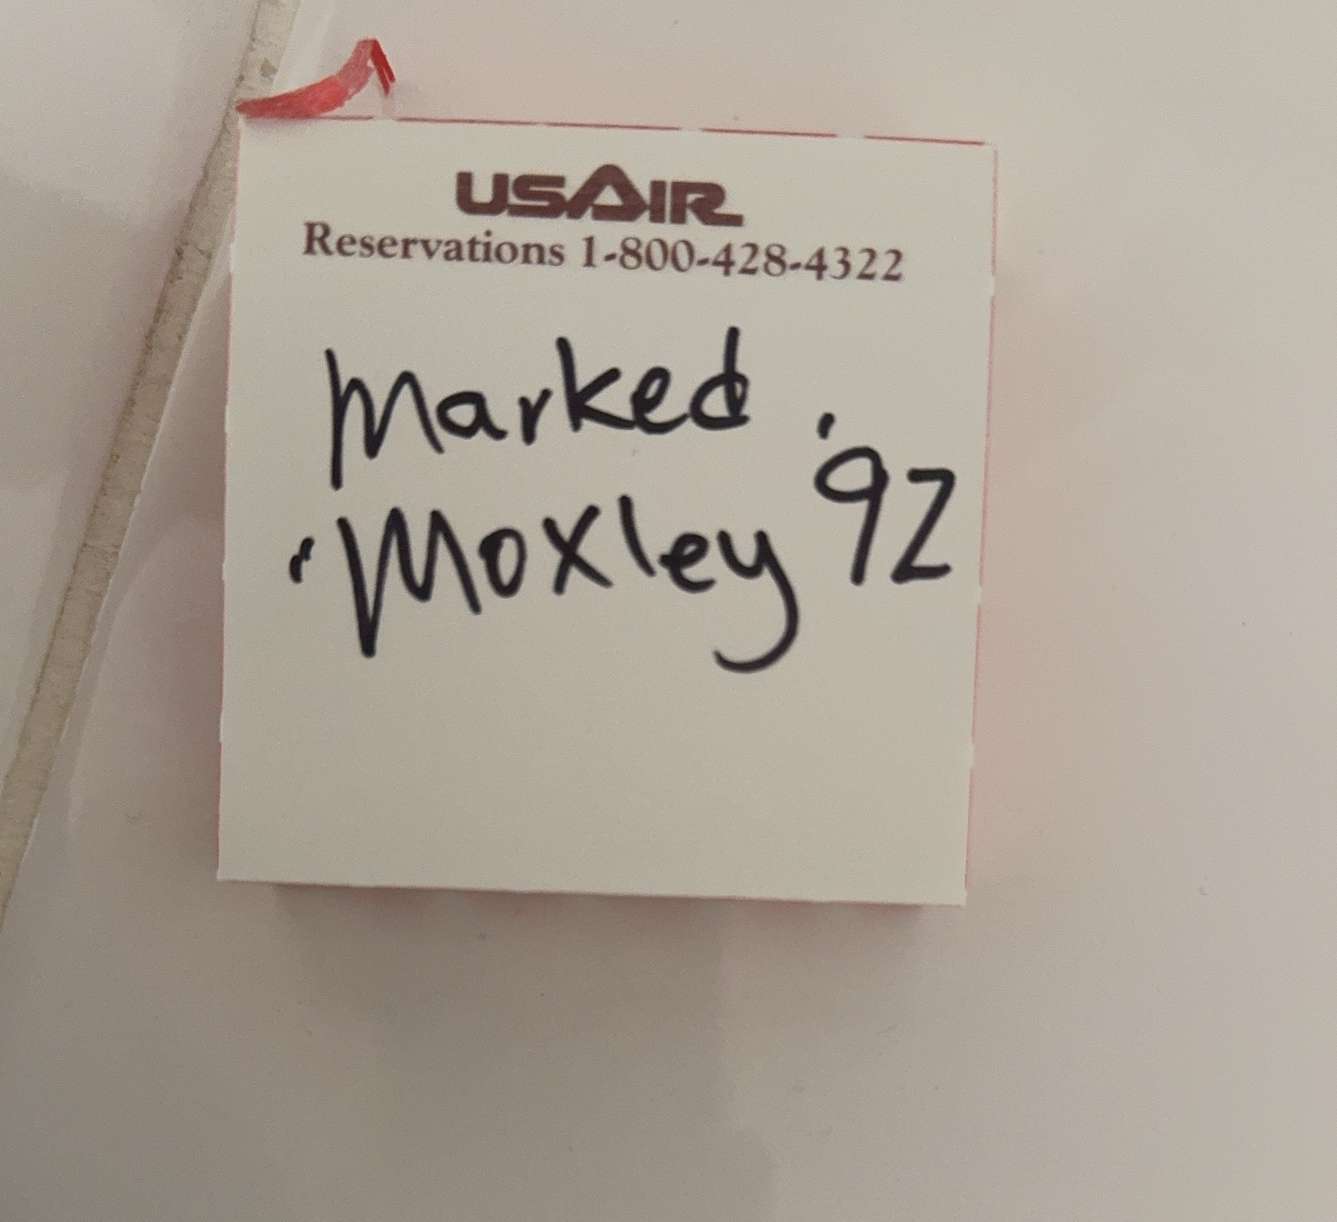 USAIR
Reservations 1-800-428-4322
Marked
"Moxley '92